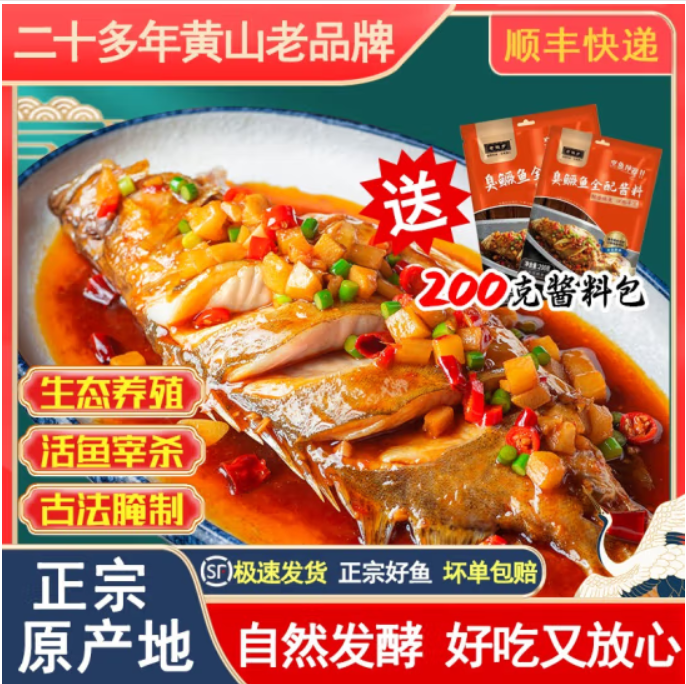 二十多年黄山老品牌
顺丰快递
送
臭鳜鱼全配酱料
200克酱料包
生态养殖
活鱼宰杀
古法腌制
SF极速发货 正宗好鱼 坏单包赔
正宗
原产地
自然发酵 好吃又放心